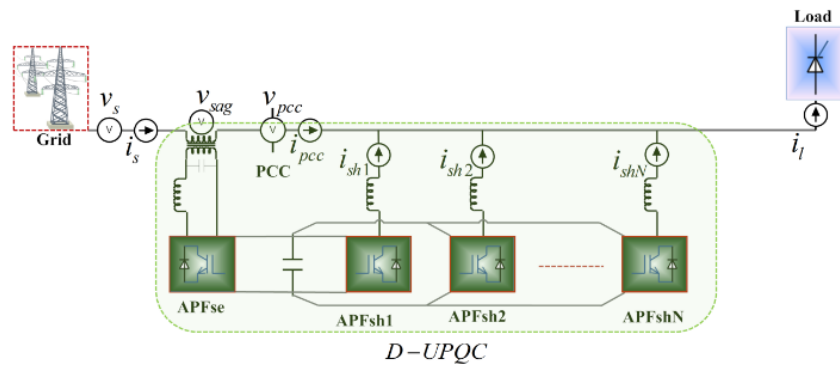 Load
v_s
v_sag
v_pcc
V
V
V
Grid
i_s
PCC
i_pcc
i_sh1
i_sh2
i_shN
i_l
APFse
APFsh1
APFsh2
APFshN
D-UPQC